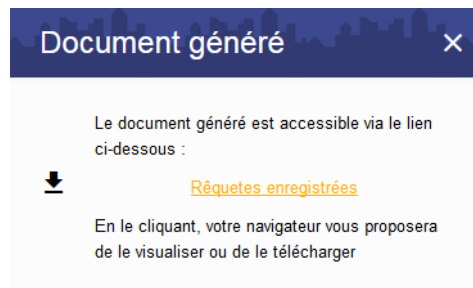 Document généré
Le document généré est accessible via le lien
ci-dessous :
Rêquetes enregistrées
En le cliquant, votre navigateur vous proposera
de le visualiser ou de le télécharger